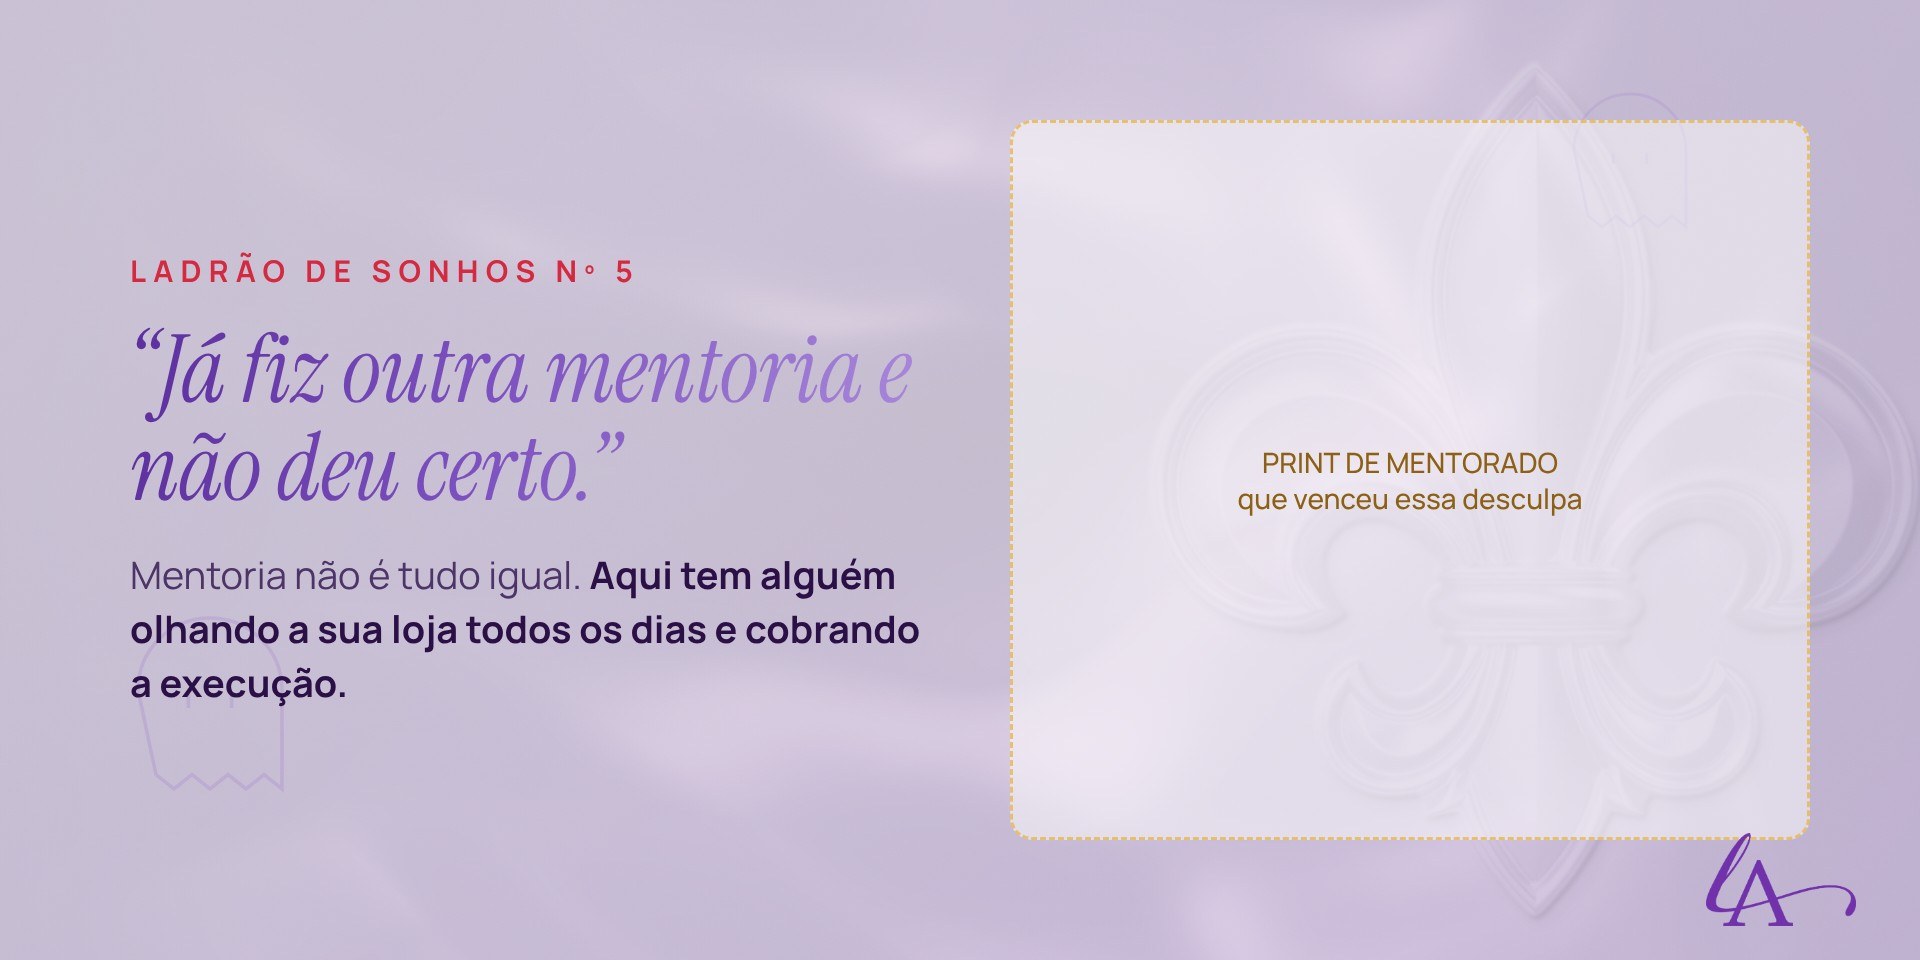 LADRÃO DE SONHOS Nº 5
“Já fiz outra mentoria e
não deu certo.”
Mentoria não é tudo igual. Aqui tem alguém
olhando a sua loja todos os dias e cobrando
a execução.
PRINT DE MENTORADO
que venceu essa desculpa
lA